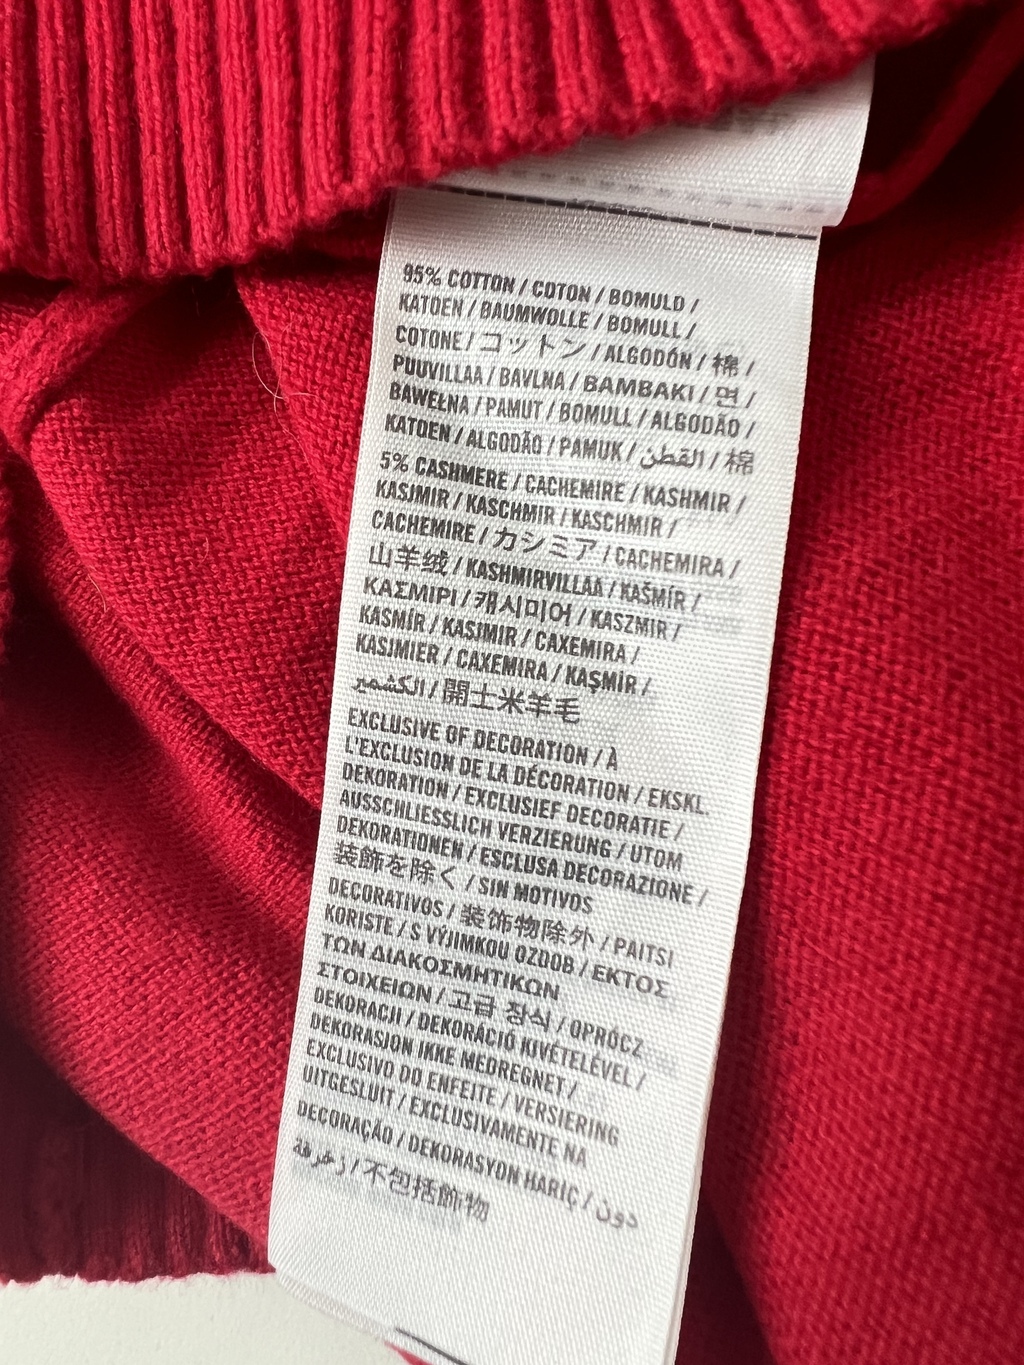 95% COTTON / COTON / BOMULD /
KATOEN / BAUMWOLLE / BOMULL /
COTONE / コットン / ALGODÓN / 棉 /
PUUVILLAA / BAVLNA / BAMBAKI / 면 /
BAWEŁNA / PAMUT / BOMULL / ALGODÃO /
KATOEN / ALGODÃO / PAMUK / القطن / 棉
5% CASHMERE / CACHEMIRE / KASHMIR /
KASJMIR / KASCHMIR / KASCHMIR /
CACHEMIRE / カシミア / CACHEMIRA /
山羊绒 / KASHMIRVILLAA / KAŠMÍR /
ΚΑΣΜΙΡΙ / 캐시미어 / KASZMIR /
KASMÍR / KASJMIR / CAXEMIRA /
KASJMIER / CAXEMIRA / KAŞMİR /
الكشمير / 開士米羊毛
EXCLUSIVE OF DECORATION / À
L'EXCLUSION DE LA DÉCORATION / EKSKL.
DEKORATION / EXCLUSIEF DECORATIE /
AUSSCHLIESSLICH VERZIERUNG / UTOM
DEKORATIONEN / ESCLUSA DECORAZIONE /
装飾を除く / SIN MOTIVOS
DECORATIVOS / 装饰物除外 / PAITSI
KORISTE / S VÝJIMKOU OZDOB / ΕΚΤΟΣ
ΤΩΝ ΔΙΑΚΟΣΜΗΤΙΚΩΝ
ΣΤΟΙΧΕΙΩΝ / 고급 장식 / OPRÓCZ
DEKORACJI / DEKORÁCIÓ KIVÉTELÉVEL /
DEKORASJON IKKE MEDREGNET /
EXCLUSIVO DO ENFEITE / VERSIERING
UITGESLUIT / EXCLUSIVAMENTE NA
DECORAÇÃO / DEKORASYON HARIÇ / دون
زخرفة / 不包括飾物